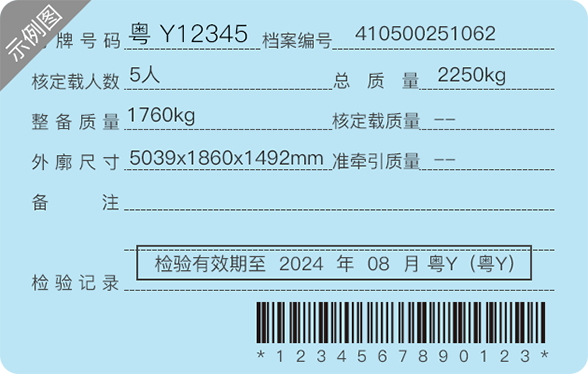 示例图
号牌号码 粤 Y12345 档案编号 410500251062
核定载人数 5人 总质量 2250kg
整备质量 1760kg 核定载质量 --
外廓尺寸 5039x1860x1492mm 准牵引质量 --
备注
检验有效期至 2024 年 08 月 粤Y（粤Y）
检验记录
*1234567890123*